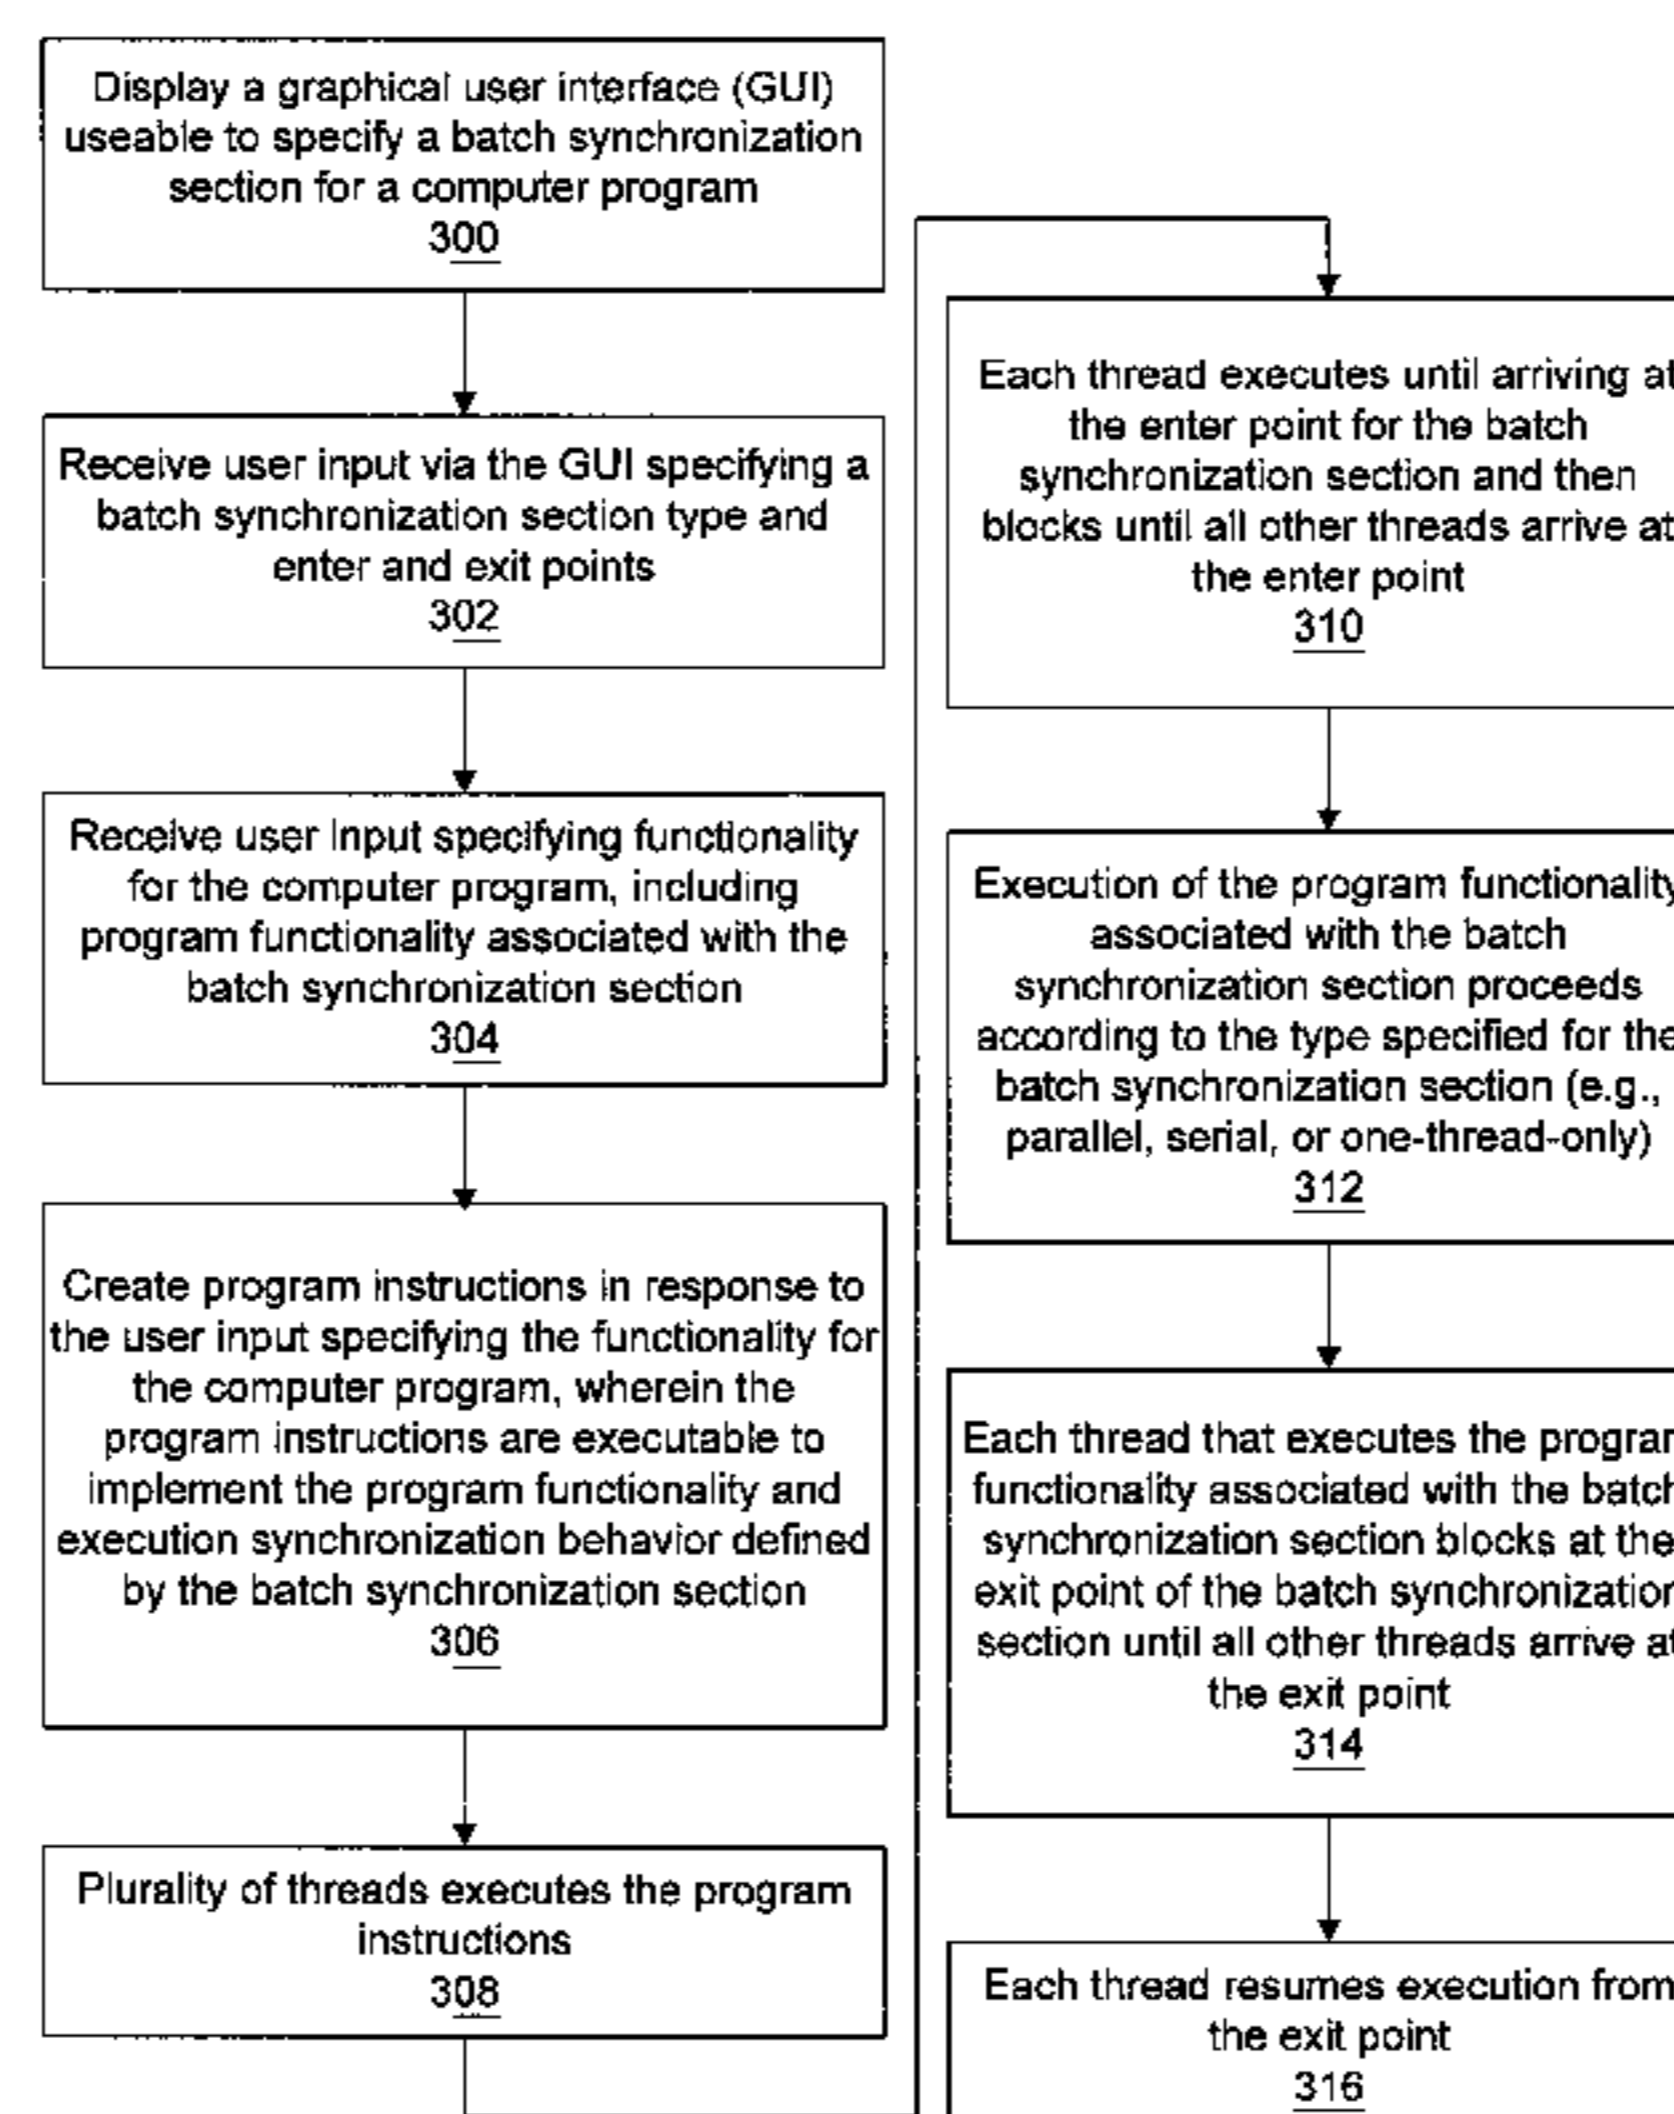 Display a graphical user interface (GUI)
useable to specify a batch synchronization
section for a computer program
300
Receive user input via the GUI specifying a
batch synchronization section type and
enter and exit points
302
Receive user input specifying functionality
for the computer program, including
program functionality associated with the
batch synchronization section
304
Create program instructions in response to
the user input specifying the functionality for
the computer program, wherein the
program instructions are executable to
implement the program functionality and
execution synchronization behavior defined
by the batch synchronization section
306
Plurality of threads executes the program
instructions
308
Each thread executes until arriving at
the enter point for the batch
synchronization section and then
blocks until all other threads arrive at
the enter point
310
Execution of the program functionality
associated with the batch
synchronization section proceeds
according to the type specified for the
batch synchronization section (e.g.,
parallel, serial, or one-thread-only)
312
Each thread that executes the program
functionality associated with the batch
synchronization section blocks at the
exit point of the batch synchronization
section until all other threads arrive at
the exit point
314
Each thread resumes execution from
the exit point
316